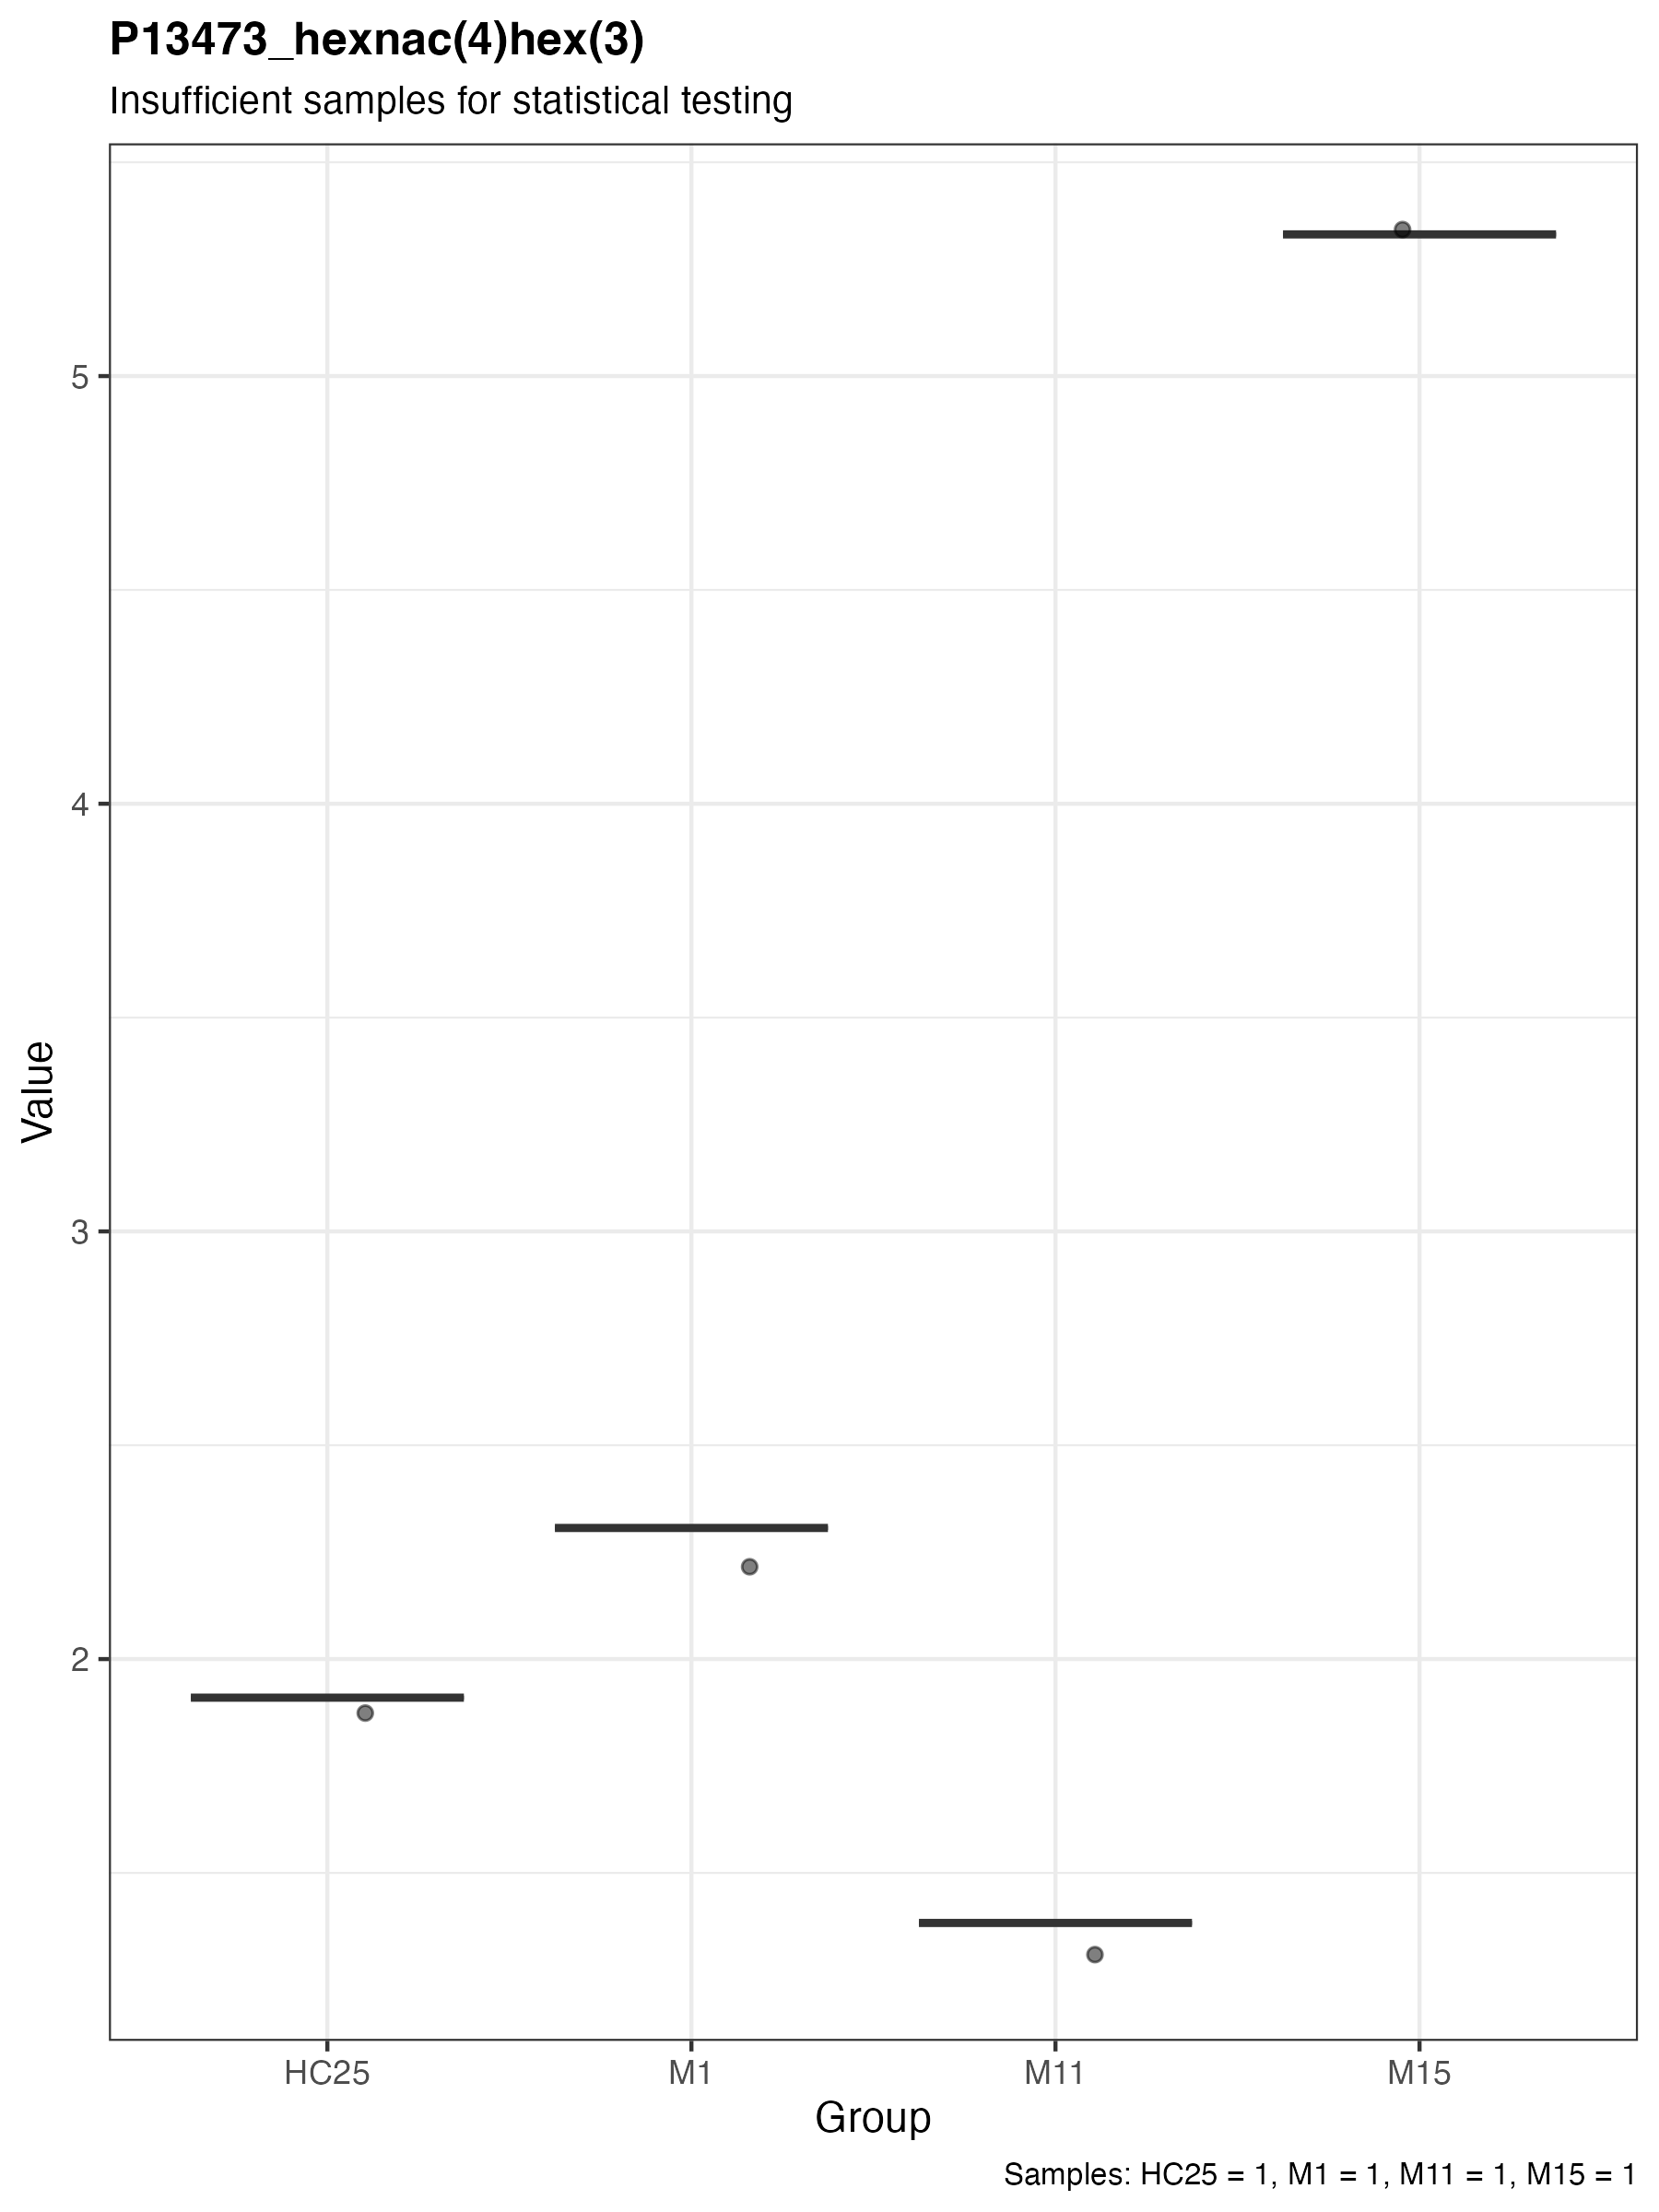 P13473_hexnac(4)hex(3)
Insufficient samples for statistical testing
Value
5
4
3
2
HC25 M1 M11 M15
Group
Samples: HC25 = 1, M1 = 1, M11 = 1, M15 = 1